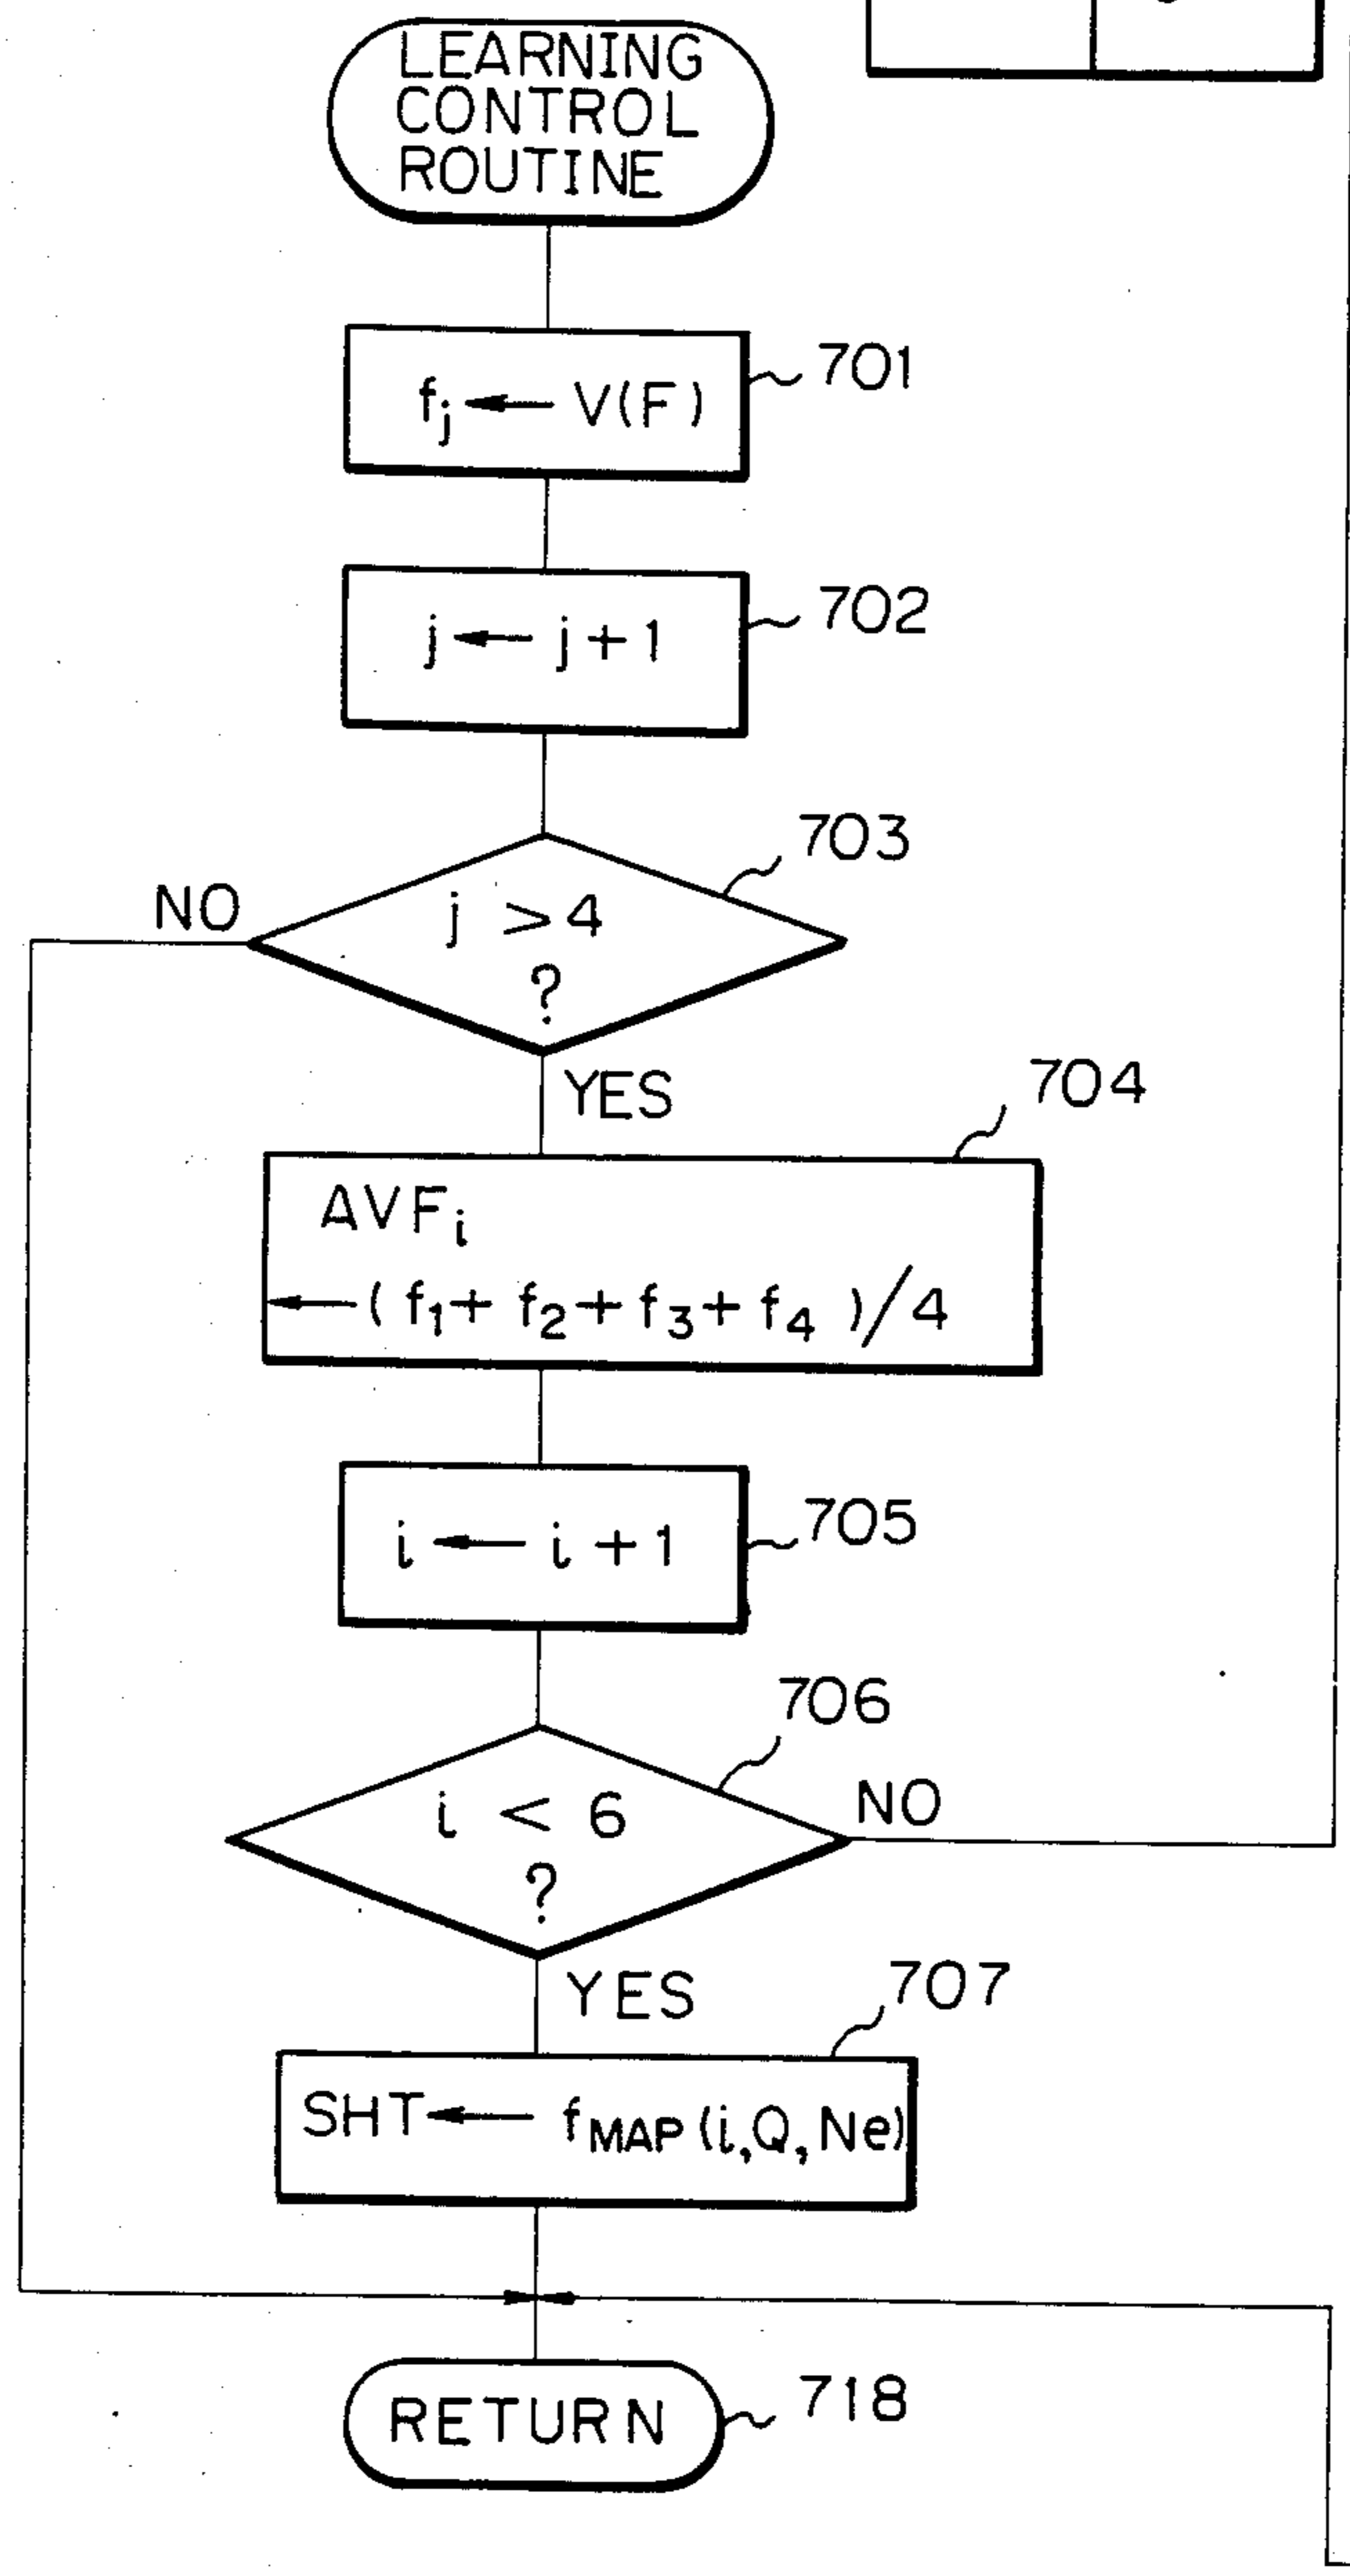 LEARNING
CONTROL
ROUTINE
fj ← V(F)
701
j ← j + 1
702
703
NO
j > 4
?
YES
704
AVFi
← ( f1 + f2 + f3 + f4 ) / 4
i ← i + 1
705
706
i < 6
NO
?
YES
707
SHT ← fMAP (i,Q,Ne)
RETURN
718